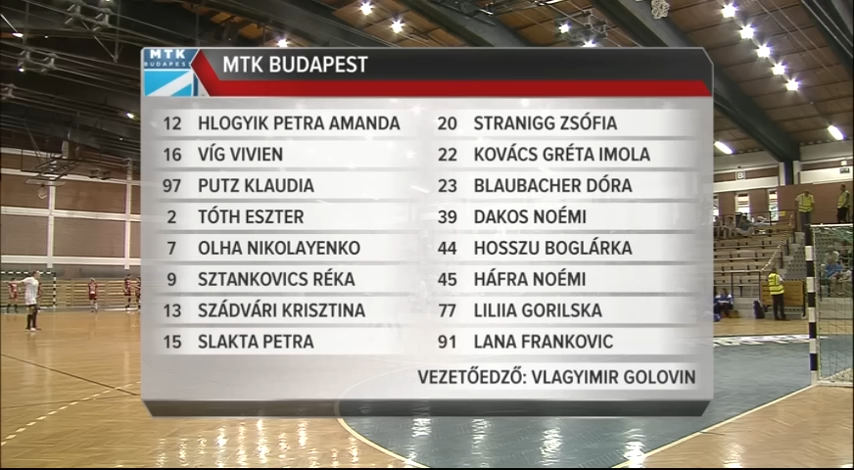 MTK
BUDAPEST
MTK BUDAPEST
12 HLOGYIK PETRA AMANDA
16 VÍG VIVIEN
97 PUTZ KLAUDIA
2 TÓTH ESZTER
7 OLHA NIKOLAYENKO
9 SZTANKOVICS RÉKA
13 SZÁDVÁRI KRISZTINA
15 SLAKTA PETRA
20 STRANIGG ZSÓFIA
22 KOVÁCS GRÉTA IMOLA
23 BLAUBACHER DÓRA
39 DAKOS NOÉMI
44 HOSSZU BOGLÁRKA
45 HÁFRA NOÉMI
77 LILIIA GORILSKA
91 LANA FRANKOVIC
VEZETŐEDZŐ: VLAGYIMIR GOLOVIN